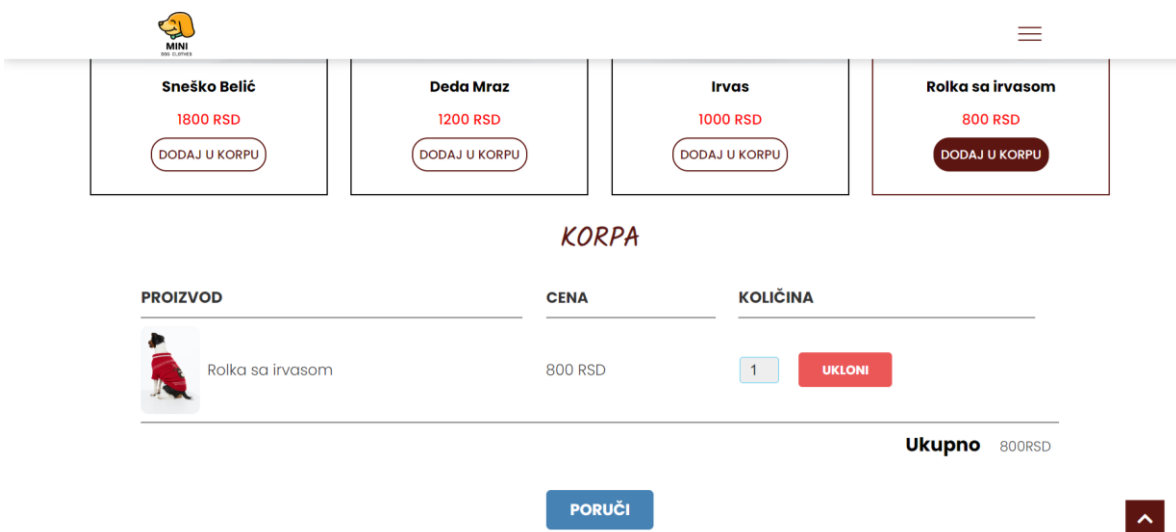 MINI
DOG CLOTHES
Sneško Belić
Deda Mraz
Irvas
Rolka sa irvasom
1800 RSD
1200 RSD
1000 RSD
800 RSD
DODAJ U KORPU
DODAJ U KORPU
DODAJ U KORPU
DODAJ U KORPU
KORPA
PROIZVOD
CENA
KOLIČINA
Rolka sa irvasom
800 RSD
1
UKLONI
Ukupno 800RSD
PORUČI